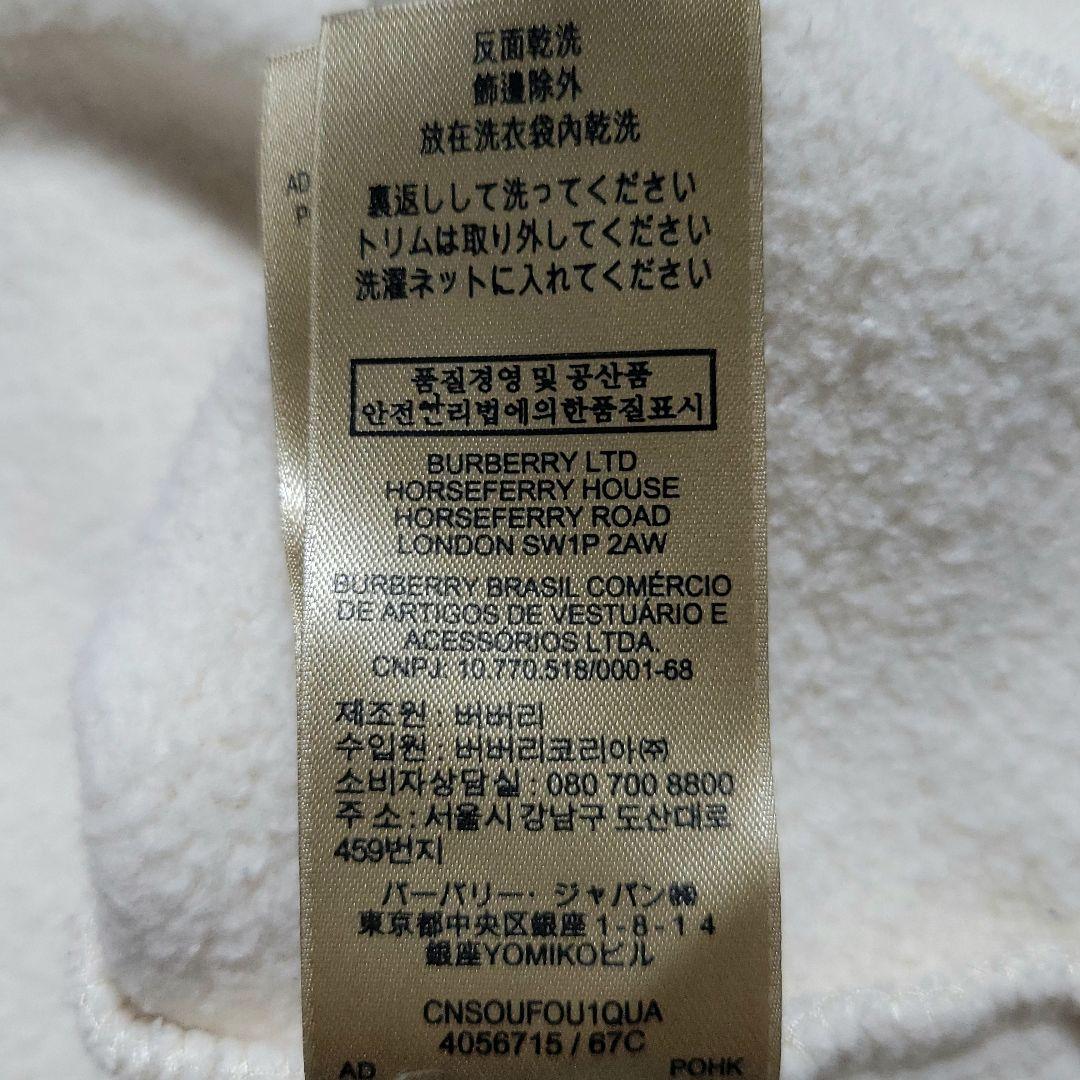 反面乾洗
飾邊除外
放在洗衣袋內乾洗
裏返しして洗ってください
トリムは取り外してください
洗濯ネットに入れてください
품질경영 및 공산품
안전관리법에의한품질표시
BURBERRY LTD
HORSEFERRY HOUSE
HORSEFERRY ROAD
LONDON SW1P 2AW
BURBERRY BRASIL COMÉRCIO
DE ARTIGOS DE VESTUÁRIO E
ACESSÓRIOS LTDA.
CNPJ: 10.770.518/0001-68
제조원 : 버버리
수입원 : 버버리코리아㈜
소비자상담실 : 080 700 8800
주 소 : 서울시 강남구 도산대로
459번지
バーバリー・ジャパン㈱
東京都中央区銀座 1-8-14
銀座YOMIKOビル
CNSOUFOU1QUA
4056715 / 67C
AD POHK
AD